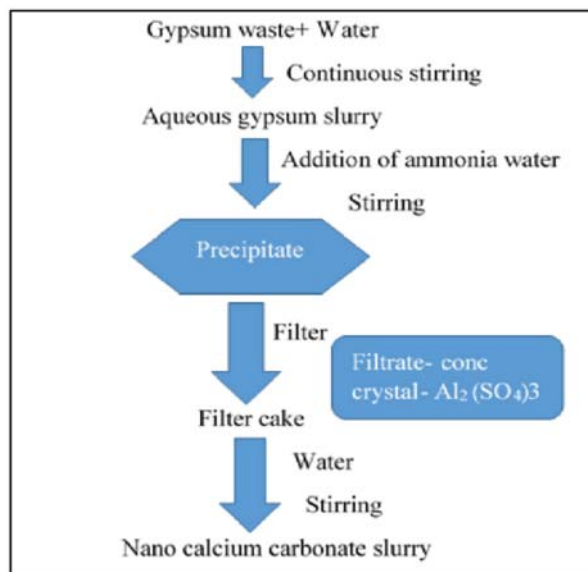 Gypsum waste+ Water
Continuous stirring
Aqueous gypsum slurry
Addition of ammonia water
Stirring
Precipitate
Filter
Filtrate- conc
crystal- Al₂ (SO₄)3
Filter cake
Water
Stirring
Nano calcium carbonate slurry